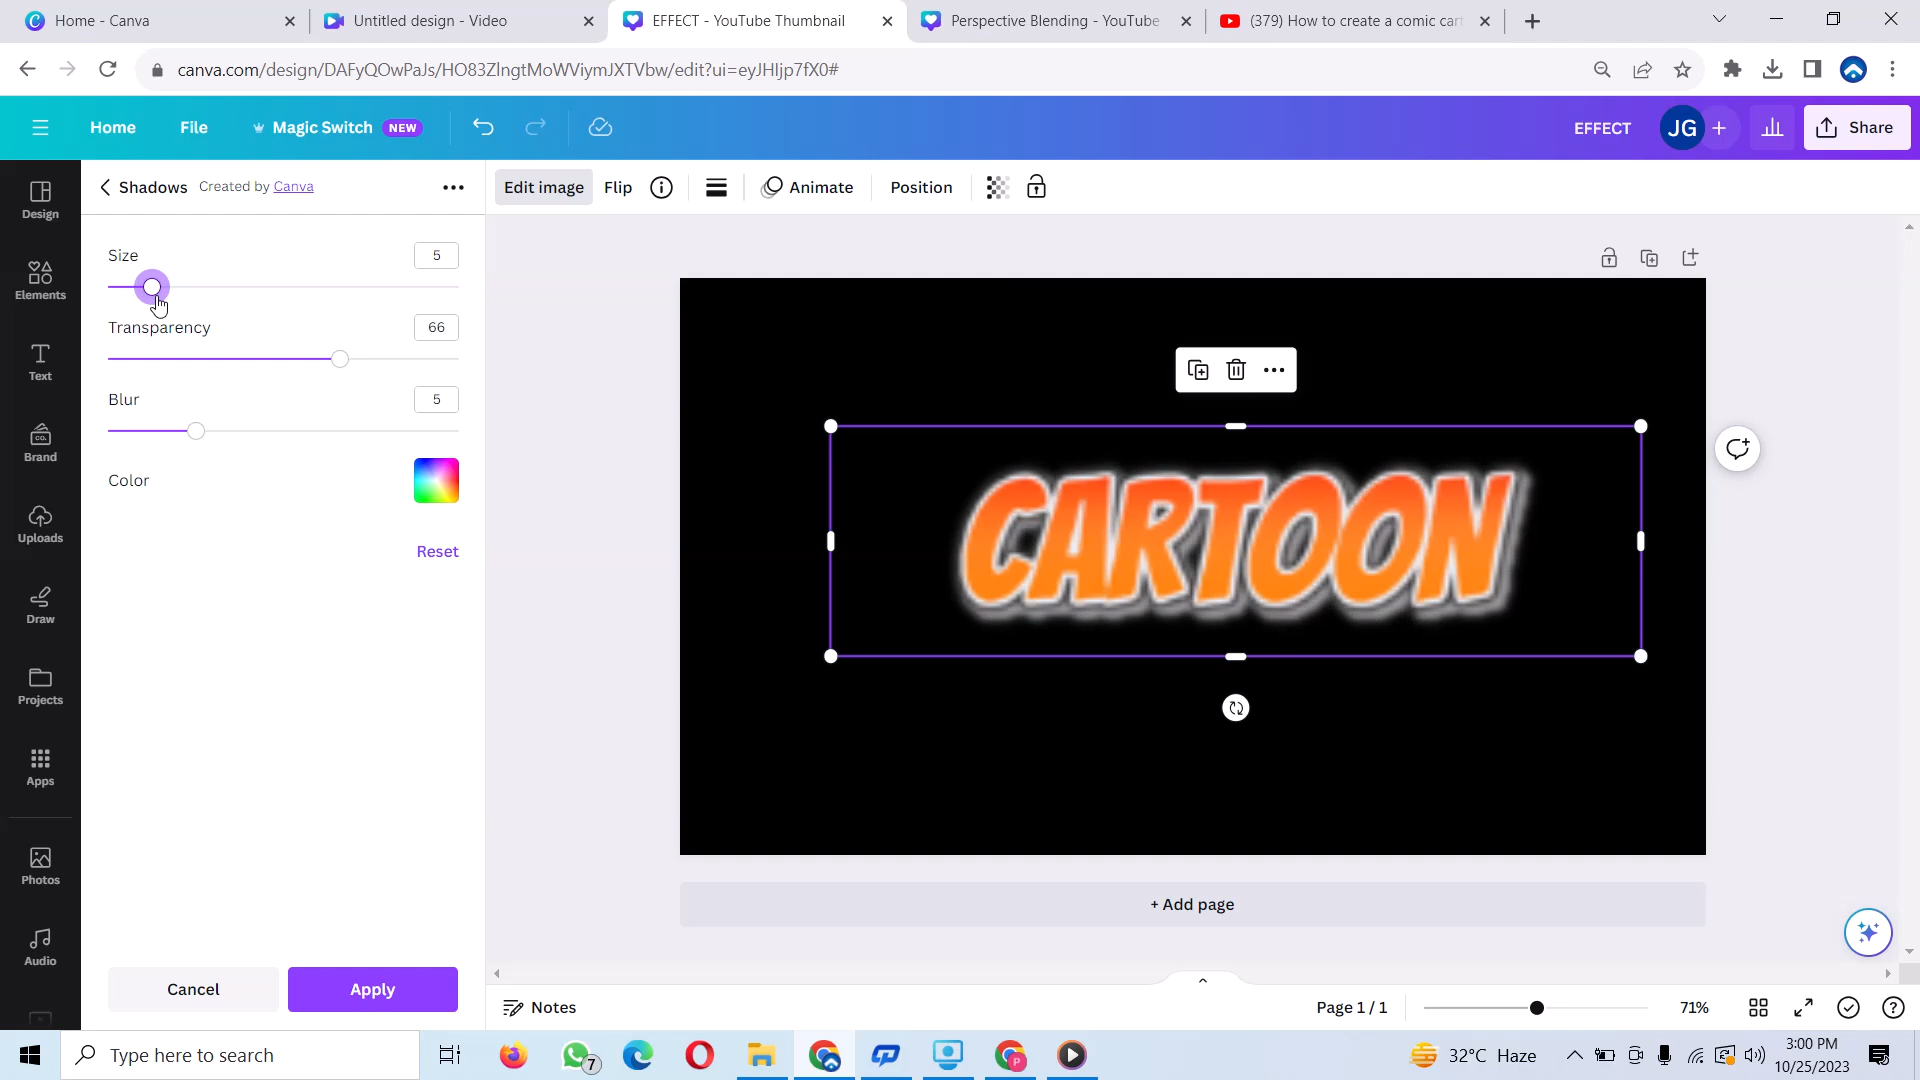 Home - Canva
Untitled design - Video
EFFECT - YouTube Thumbnail
Perspective Blending - YouTube
(379) How to create a comic car
canva.com/design/DAFyQOwPaJs/HO83ZlngtMoWViymJXTVbw/edit?ui=eyJHIjp7fX0#
Home
File
Magic Switch
NEW
EFFECT
JG
Share
Design
Elements
Text
Brand
CO.
Uploads
Draw
Projects
Apps
Photos
Audio
Shadows
Created by Canva
Size
5
Transparency
66
Blur
5
Color
Reset
Cancel
Apply
Edit image
Flip
Animate
Position
CARTOON
+ Add page
Notes
Page 1 / 1
71%
Type here to search
7
32°C Haze
3:00 PM
10/25/2023